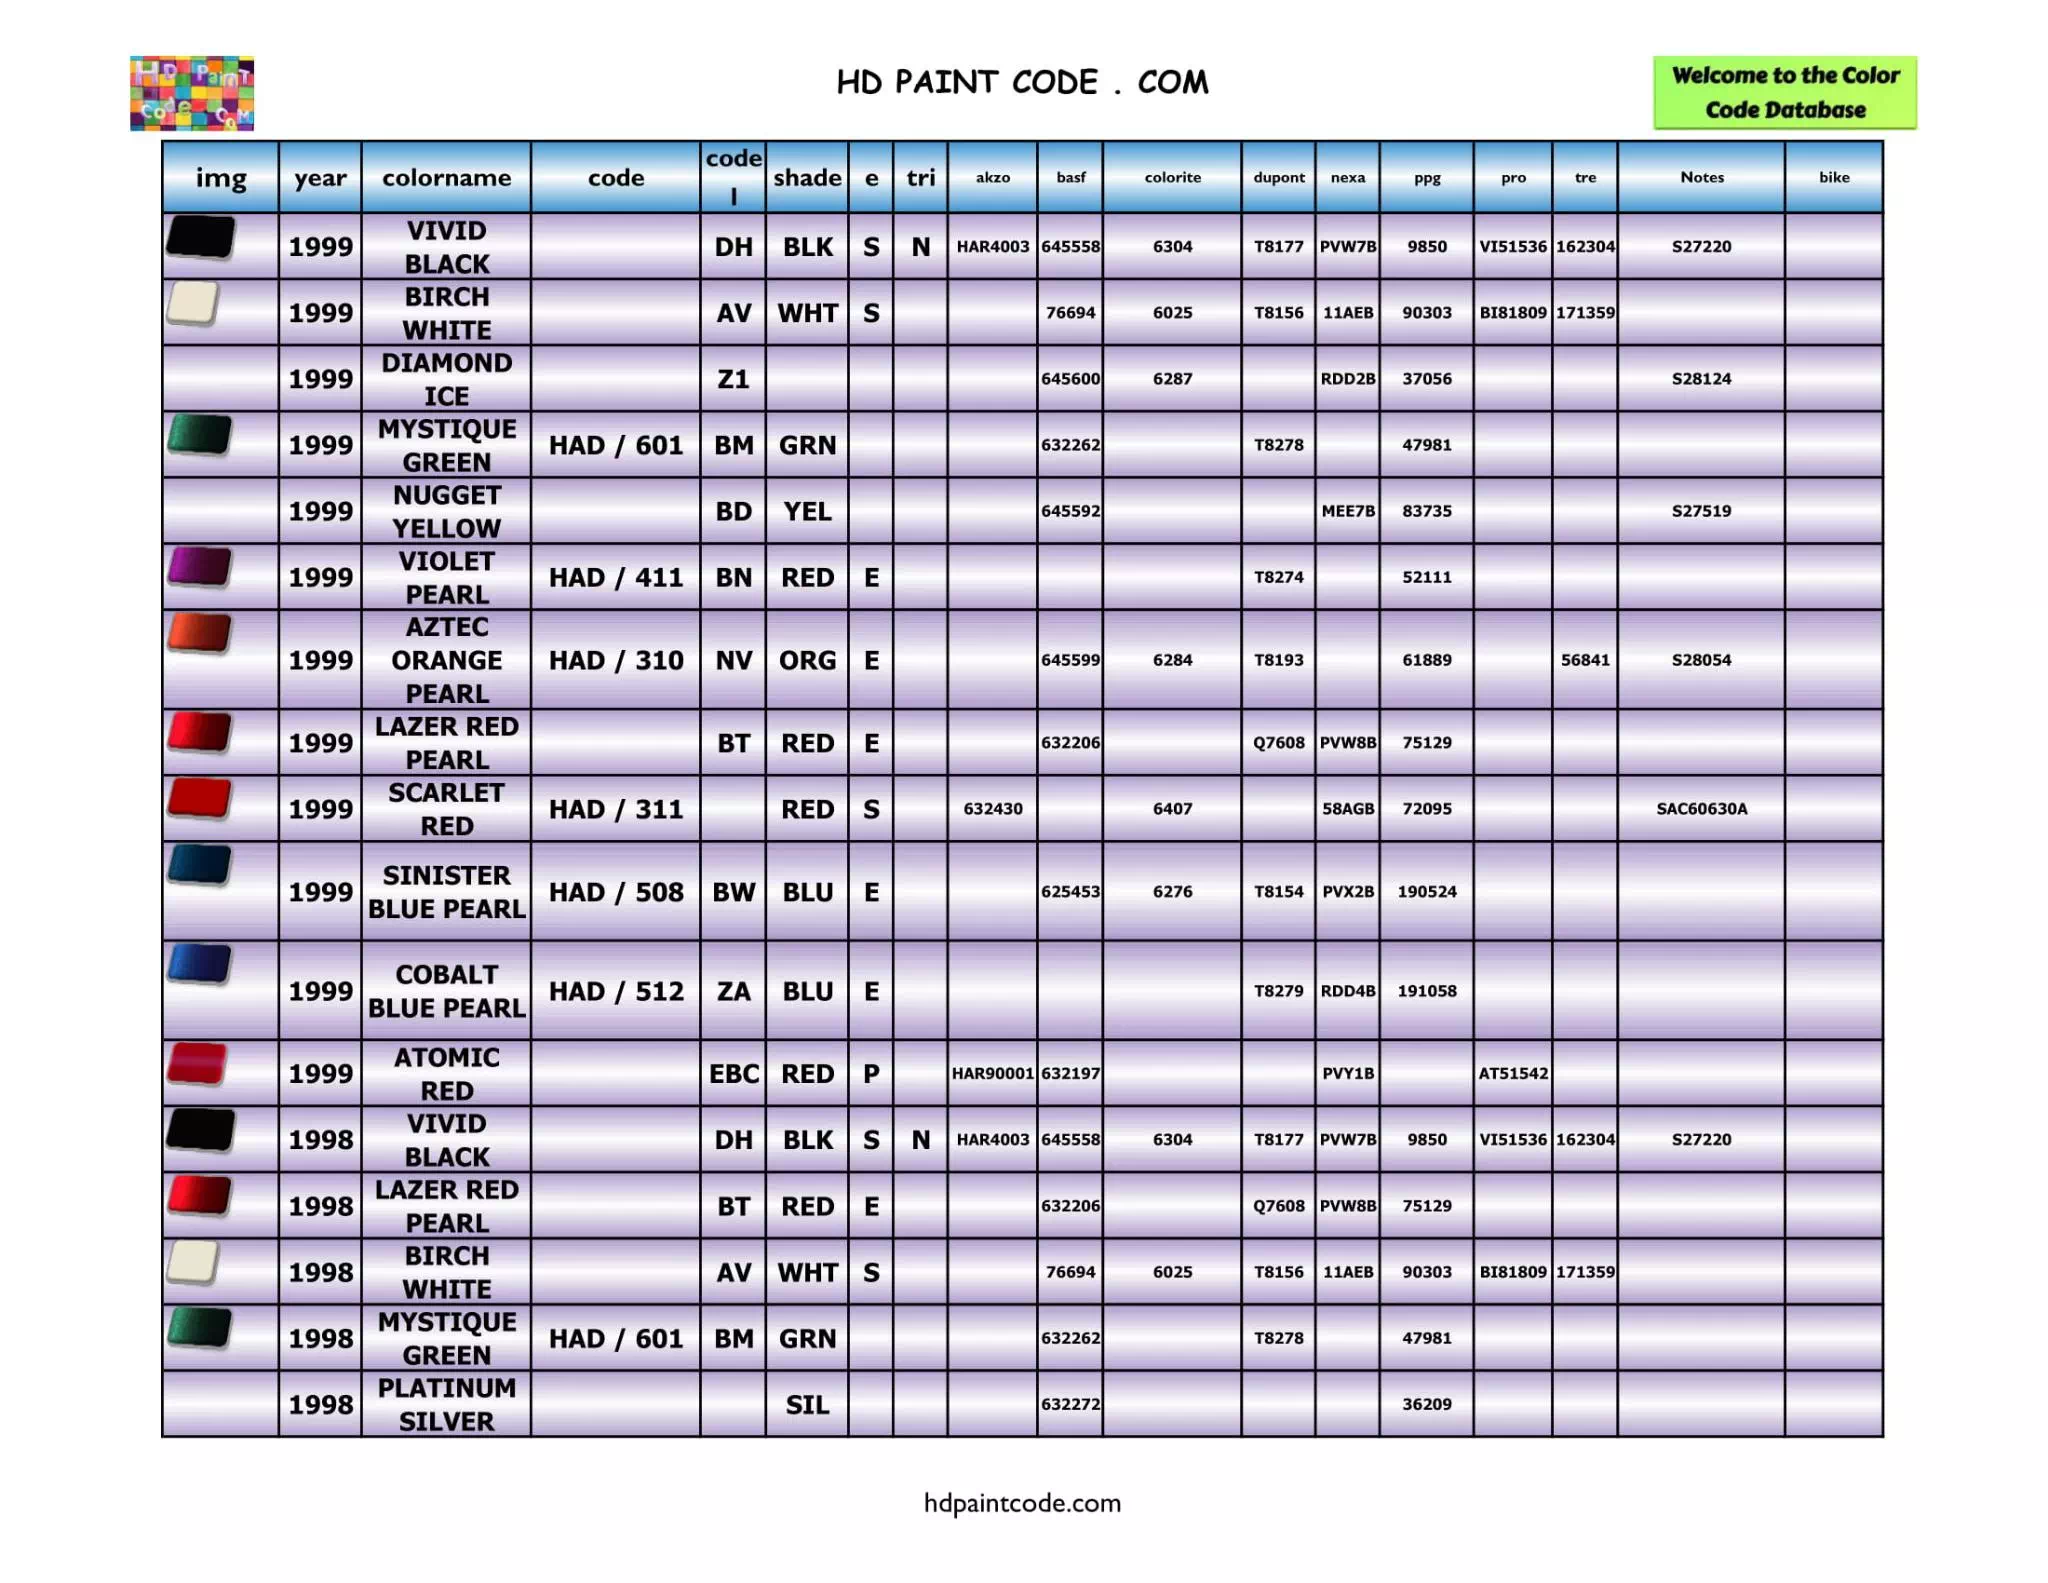 HD PainT
Code
CoM
HD PAINT CODE . COM
Welcome to the Color
Code Database
img year colorname code code l shade e tri akzo basf colorite dupont nexa ppg pro tre Notes bike
1999 VIVID BLACK DH BLK S N HAR4003 645558 6304 T8177 PVW7B 9850 VI51536 162304 S27220
1999 BIRCH WHITE AV WHT S 76694 6025 T8156 11AEB 90303 BI81809 171359
1999 DIAMOND ICE Z1 645600 6287 RDD2B 37056 S28124
1999 MYSTIQUE GREEN HAD / 601 BM GRN 632262 T8278 47981
1999 NUGGET YELLOW BD YEL 645592 MEE7B 83735 S27519
1999 VIOLET PEARL HAD / 411 BN RED E T8274 52111
1999 AZTEC ORANGE PEARL HAD / 310 NV ORG E 645599 6284 T8193 61889 56841 S28054
1999 LAZER RED PEARL BT RED E 632206 Q7608 PVW8B 75129
1999 SCARLET RED HAD / 311 RED S 632430 6407 58AGB 72095 SAC60630A
1999 SINISTER BLUE PEARL HAD / 508 BW BLU E 625453 6276 T8154 PVX2B 190524
1999 COBALT BLUE PEARL HAD / 512 ZA BLU E T8279 RDD4B 191058
1999 ATOMIC RED EBC RED P HAR90001 632197 PVY1B AT51542
1998 VIVID BLACK DH BLK S N HAR4003 645558 6304 T8177 PVW7B 9850 VI51536 162304 S27220
1998 LAZER RED PEARL BT RED E 632206 Q7608 PVW8B 75129
1998 BIRCH WHITE AV WHT S 76694 6025 T8156 11AEB 90303 BI81809 171359
1998 MYSTIQUE GREEN HAD / 601 BM GRN 632262 T8278 47981
1998 PLATINUM SILVER SIL 632272 36209
hdpaintcode.com